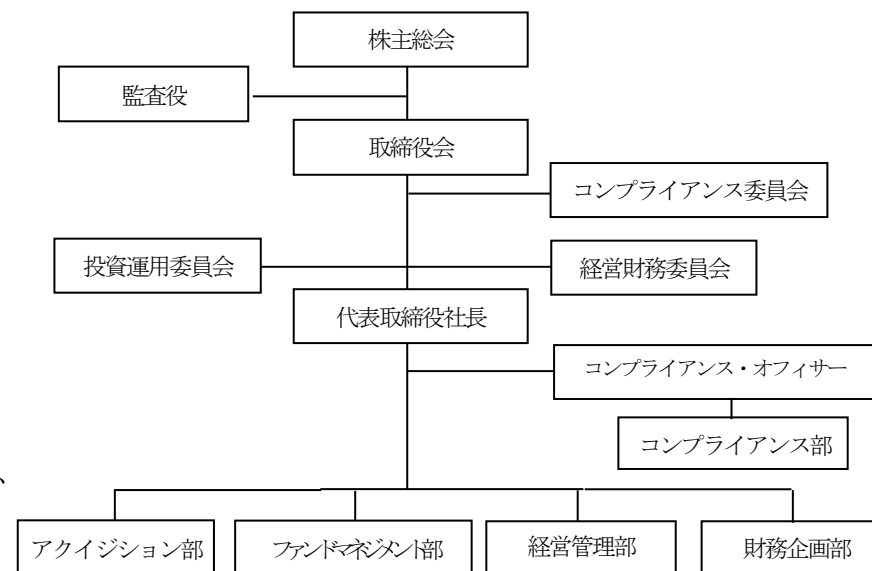 株主総会
監査役
取締役会
コンプライアンス委員会
投資運用委員会
経営財務委員会
代表取締役社長
コンプライアンス・オフィサー
コンプライアンス部
、
アクイジション部
ファンドマネジメント部
経営管理部
財務企画部